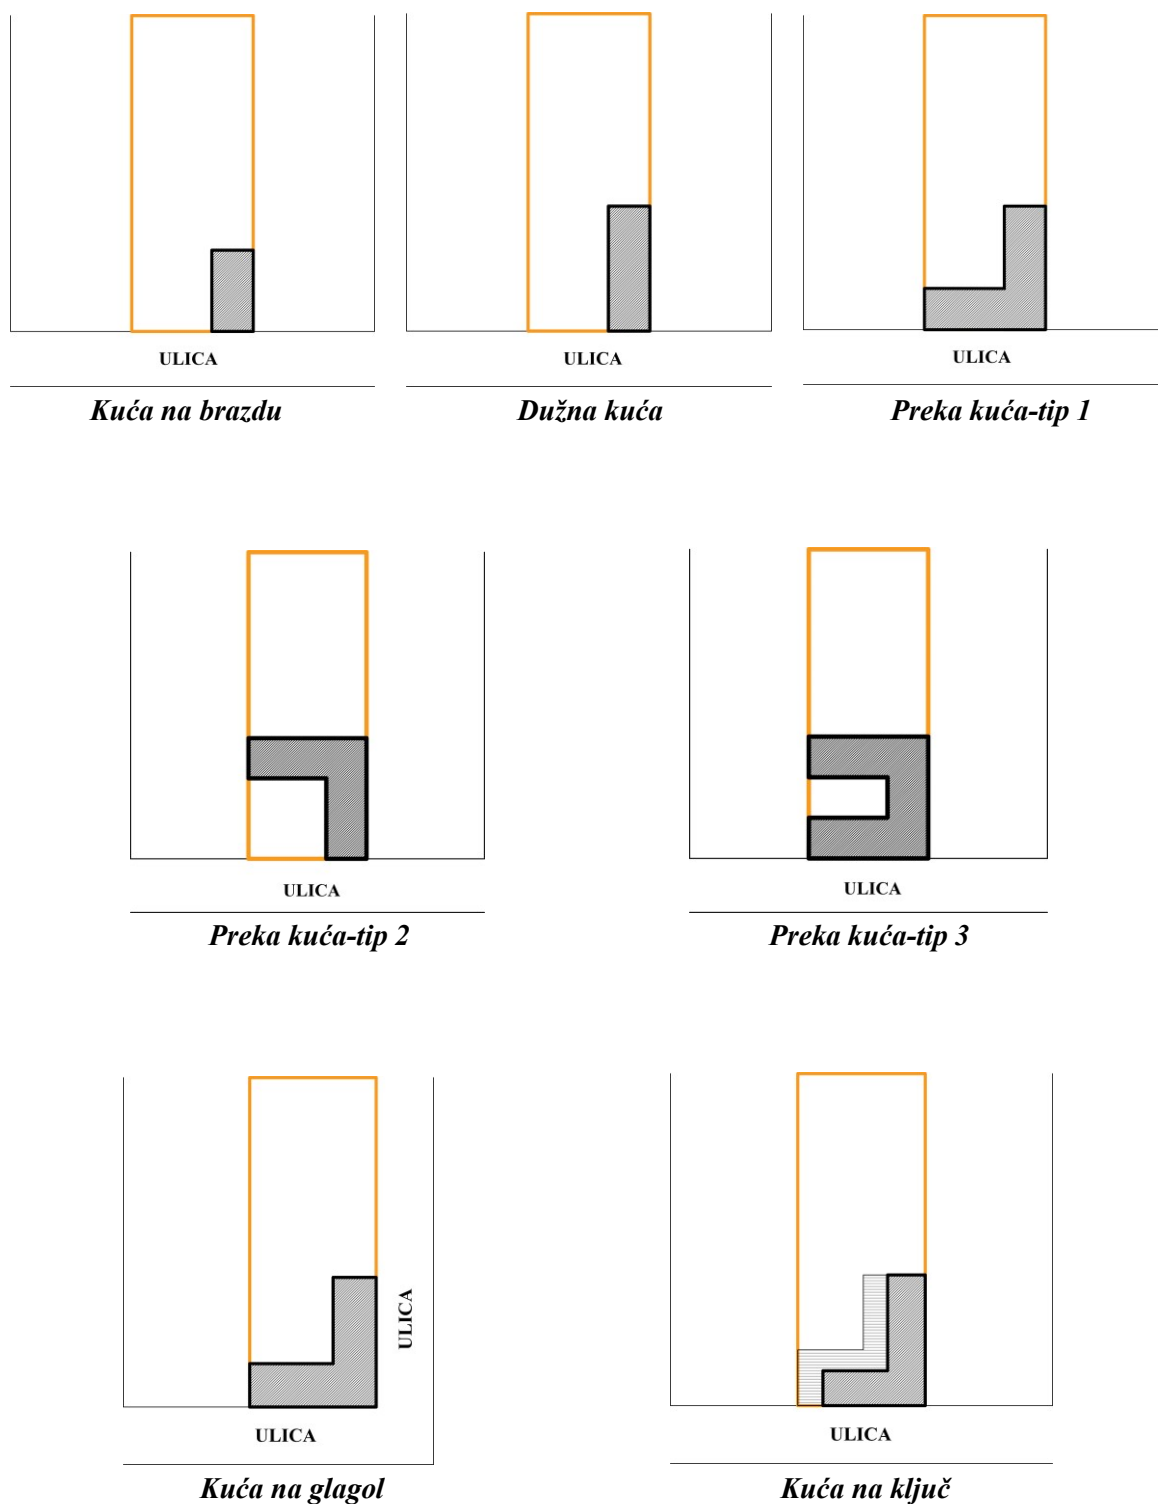 ULICA
ULICA
ULICA
Kuća na brazdu
Dužna kuća
Preka kuća-tip 1
ULICA
ULICA
Preka kuća-tip 2
Preka kuća-tip 3
ULICA
ULICA
ULICA
Kuća na glagol
Kuća na ključ